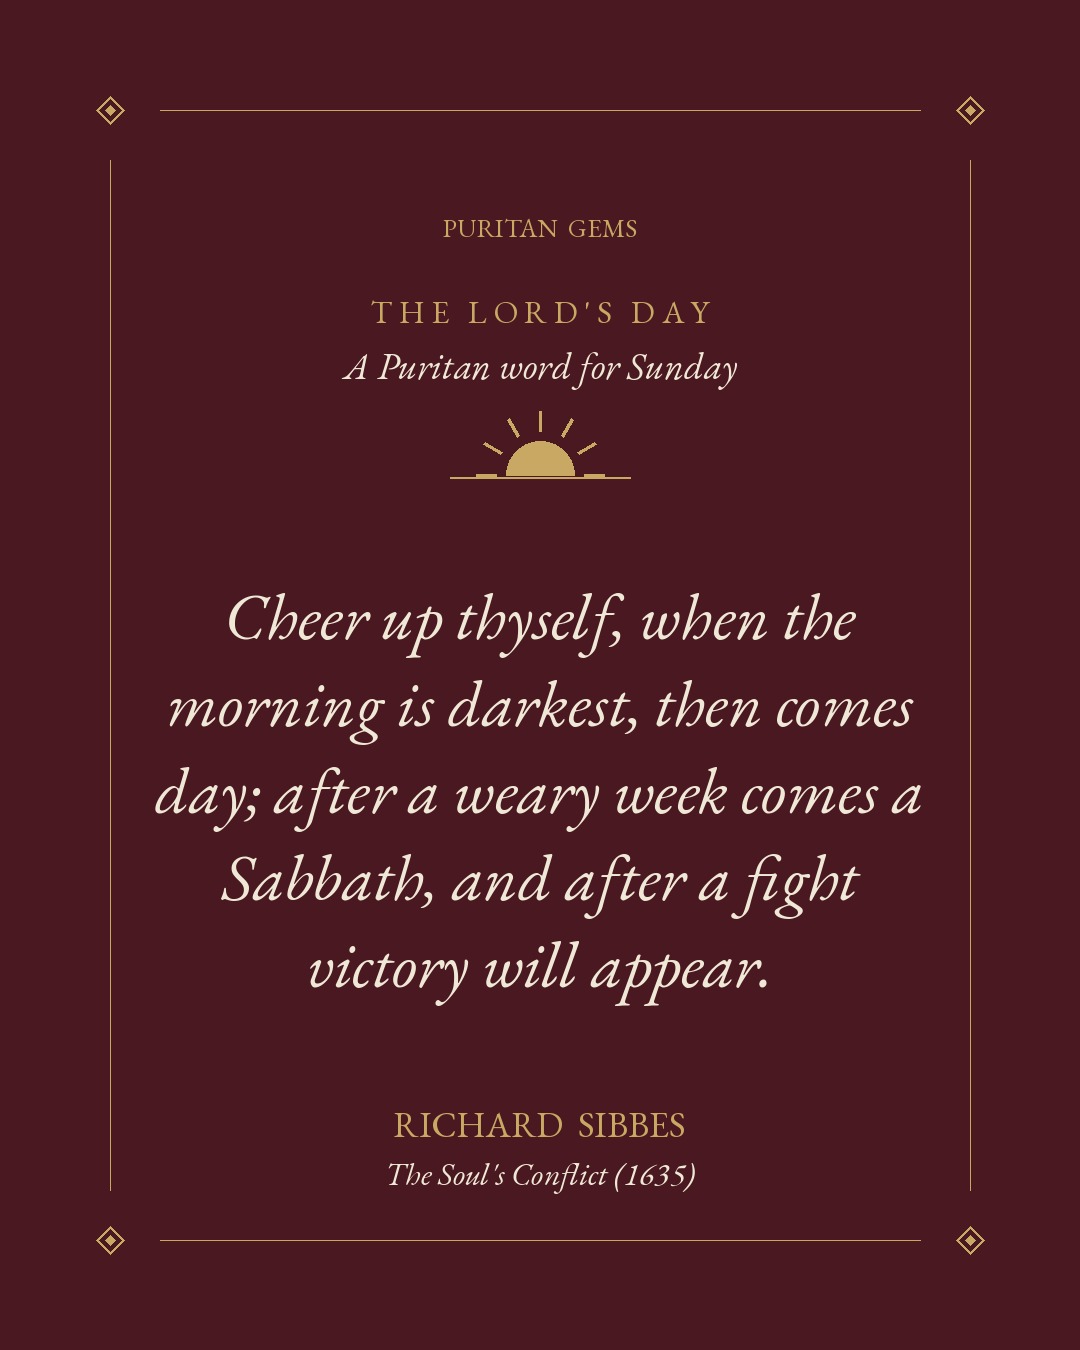 PURITAN GEMS
THE LORD'S DAY
A Puritan word for Sunday
Cheer up thyself, when the
morning is darkest, then comes
day; after a weary week comes a
Sabbath, and after a fight
victory will appear.
RICHARD SIBBES
The Soul's Conflict (1635)